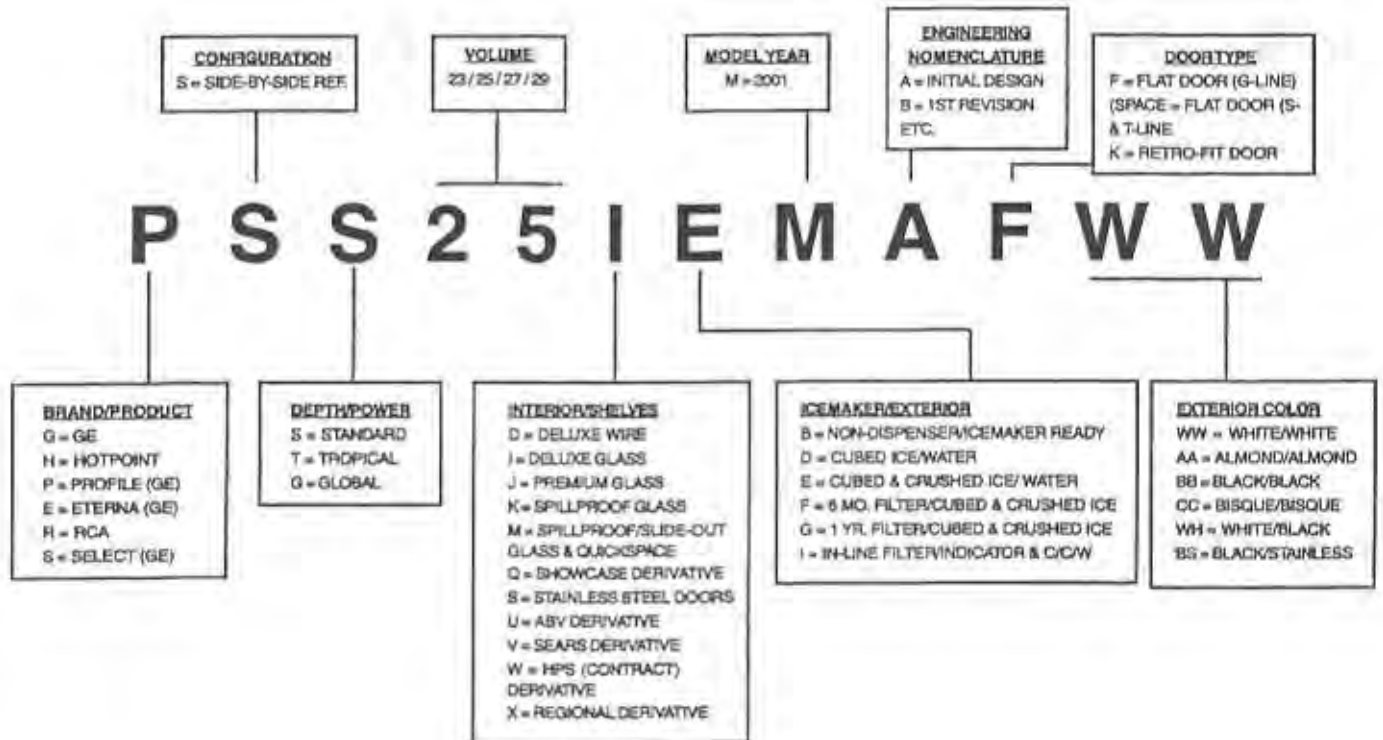 CONFIGURATION
S = SIDE-BY-SIDE REF.
VOLUME
23/25/27/29
MODEL YEAR
M = 2001
ENGINEERING
NOMENCLATURE
A = INITIAL DESIGN
B = 1ST REVISION
ETC.
DOORTYPE
F = FLAT DOOR (G-LINE)
(SPACE = FLAT DOOR (S-
& T-LINE
K = RETRO-FIT DOOR
P S S 2 5 I E M A F W W
BRAND/PRODUCT
G = GE
H = HOTPOINT
P = PROFILE (GE)
E = ETERNA (GE)
R = RCA
S = SELECT (GE)
DEPTH/POWER
S = STANDARD
T = TROPICAL
G = GLOBAL
INTERIOR/SHELVES
D = DELUXE WIRE
I = DELUXE GLASS
J = PREMIUM GLASS
K = SPILLPROOF GLASS
M = SPILLPROOF/SLIDE-OUT
GLASS & QUICKSPACE
Q = SHOWCASE DERIVATIVE
S = STAINLESS STEEL DOORS
U = ABV DERIVATIVE
V = SEARS DERIVATIVE
W = HPS (CONTRACT)
DERIVATIVE
X = REGIONAL DERIVATIVE
ICEMAKER/EXTERIOR
B = NON-DISPENSER/ICEMAKER READY
D = CUBED ICE/WATER
E = CUBED & CRUSHED ICE/ WATER
F = 6 MO. FILTER/CUBED & CRUSHED ICE
G = 1 YR. FILTER/CUBED & CRUSHED ICE
I = IN-LINE FILTER/INDICATOR & C/C/W
EXTERIOR COLOR
WW = WHITE/WHITE
AA = ALMOND/ALMOND
BB = BLACK/BLACK
CC = BISQUE/BISQUE
WH = WHITE/BLACK
BS = BLACK/STAINLESS